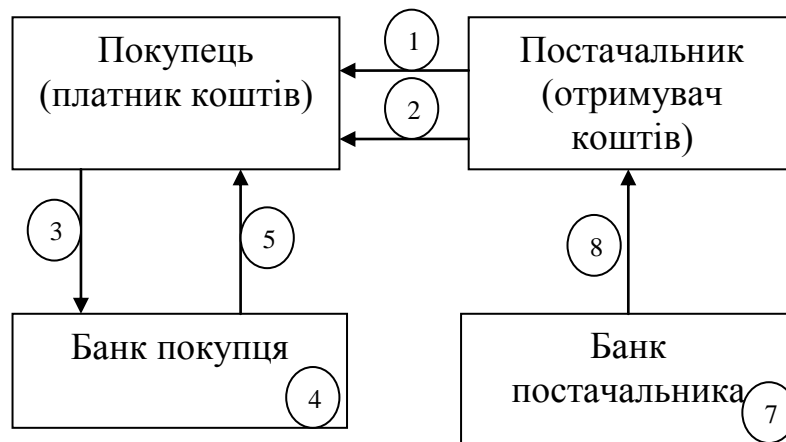 Покупець
(платник коштів)
1
2
Постачальник
(отримувач
коштів)
3
5
8
Банк покупця
4
Банк
постачальника
7